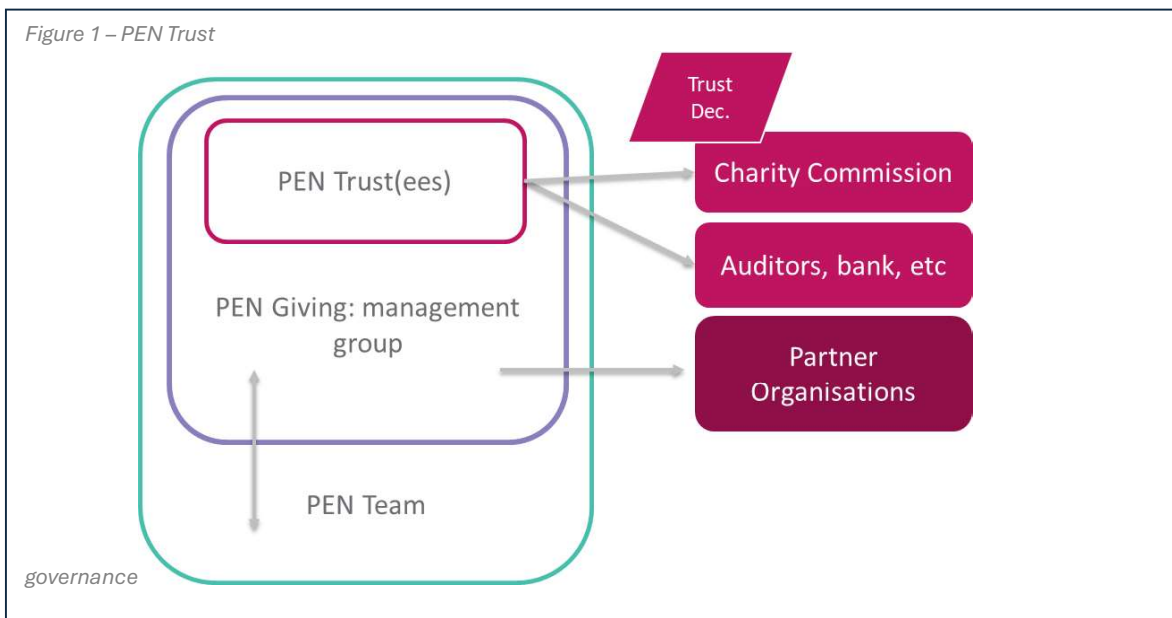 Figure 1 – PEN Trust
Trust
Dec.
PEN Trust(ees)
Charity Commission
Auditors, bank, etc
PEN Giving: management
group
Partner
Organisations
PEN Team
governance